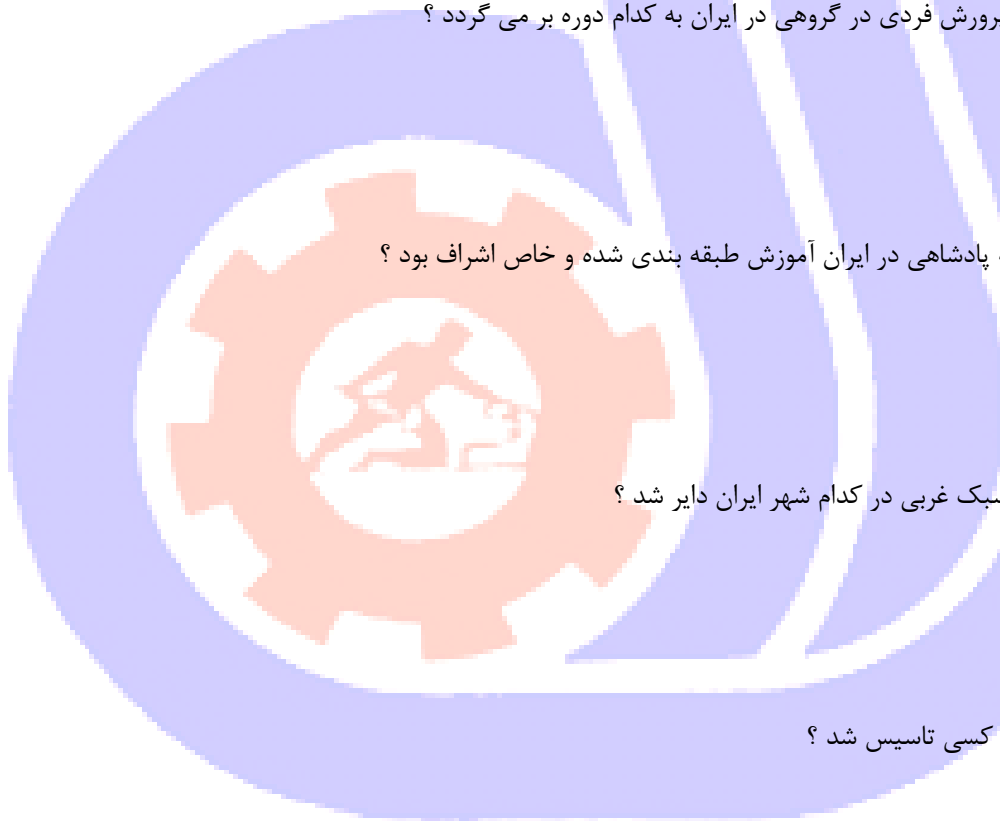 پرورش فردی در گروهی در ایران به کدام دوره بر می گردد ؟
پادشاهی در ایران آموزش طبقه بندی شده و خاص اشراف بود ؟
سبک غربی در کدام شهر ایران دایر شد ؟
کسی تاسیس شد ؟